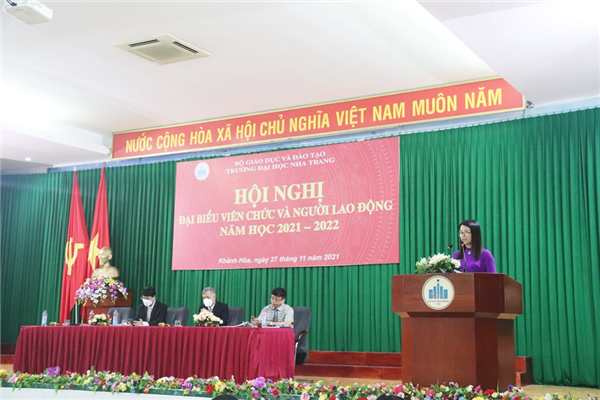 NƯỚC CỘNG HÒA XÃ HỘI CHỦ NGHĨA VIỆT NAM MUÔN NĂM
BỘ GIÁO DỤC VÀ ĐÀO TẠO
TRƯỜNG ĐẠI HỌC NHA TRANG
HỘI NGHỊ
ĐẠI BIỂU VIÊN CHỨC VÀ NGƯỜI LAO ĐỘNG
NĂM HỌC 2021 – 2022
Khánh Hòa, ngày 27 tháng 11 năm 2021